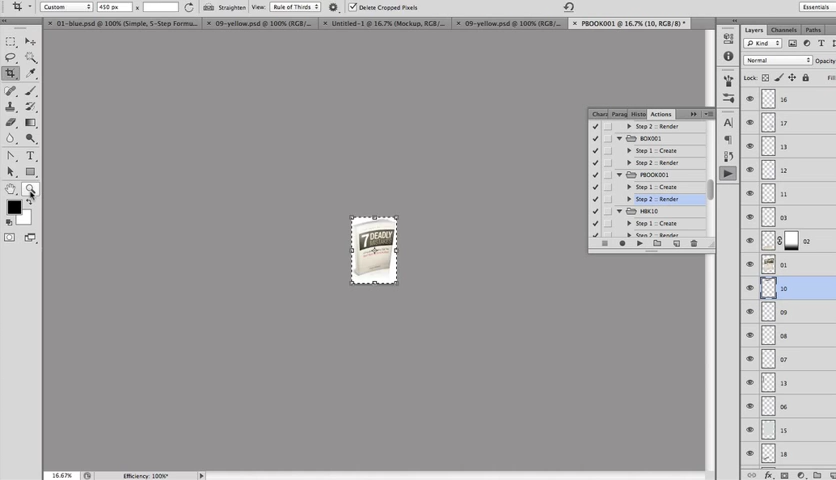 Custom 450 px Straighten View: Rule of Thirds Delete Cropped Pixels Essentials
01-blue.psd @ 100% (Simple, 5-Step Formu... 09-yellow.psd @ 100% (RGB/... Untitled-1 @ 16.7% (Mockup, RGB/... 09-yellow.psd @ 100% (RGB/... PBOOK001 @ 16.7% (10, RGB/8) *
Layers Channels Paths
Kind
Normal Opacity
Lock: Fill
16
17
13
12
11
03
02
01
10
09
08
07
13
06
15
18
Chara Parag Histo Actions
Step 2 :: Render
BOX001
Step 1 :: Create
Step 2 :: Render
PBOOK001
Step 1 :: Create
Step 2 :: Render
HBK10
Step 1 :: Create
Step 2 :: Render
7 DEADLY
16.67% Efficiency: 100%*